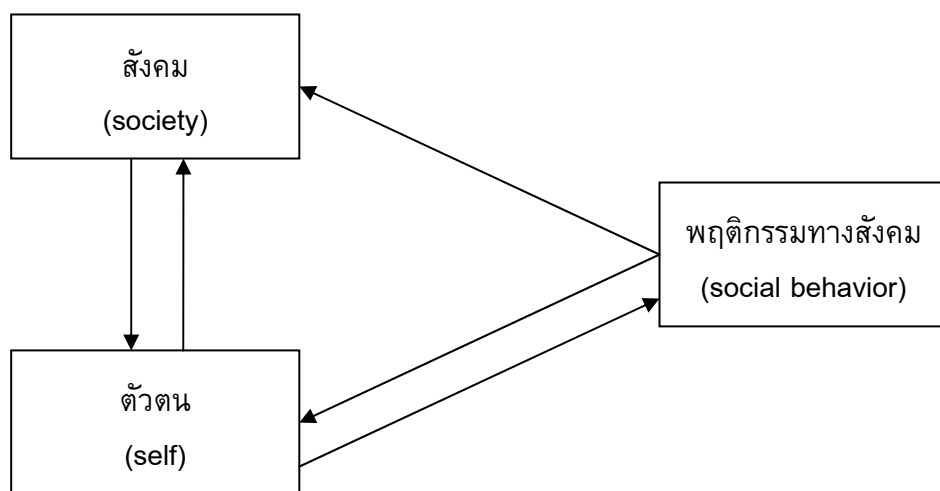 สังคม
(society)
พฤติกรรมทางสังคม
(social behavior)
ตัวตน
(self)